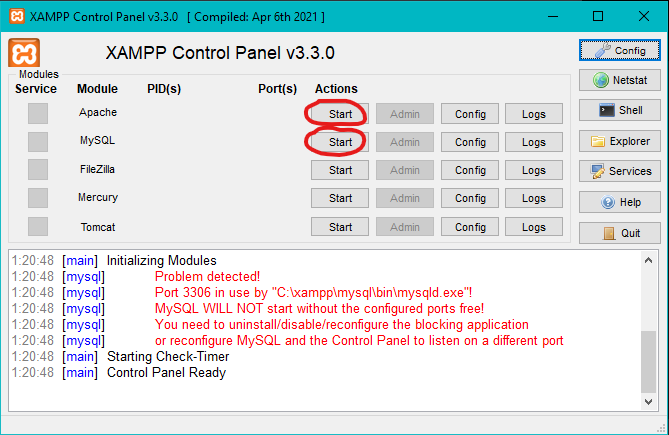 XAMPP Control Panel v3.3.0 [ Compiled: Apr 6th 2021 ]
XAMPP Control Panel v3.3.0
Config
Modules
Service Module PID(s) Port(s) Actions
Netstat
Apache Start Admin Config Logs
Shell
MySQL Start Admin Config Logs
Explorer
FileZilla Start Admin Config Logs
Services
Mercury Start Admin Config Logs
Help
Tomcat Start Admin Config Logs
Quit
1:20:48 [main] Initializing Modules
1:20:48 [mysql] Problem detected!
1:20:48 [mysql] Port 3306 in use by "C:\xampp\mysql\bin\mysqld.exe"!
1:20:48 [mysql] MySQL WILL NOT start without the configured ports free!
1:20:48 [mysql] You need to uninstall/disable/reconfigure the blocking application
1:20:48 [mysql] or reconfigure MySQL and the Control Panel to listen on a different port
1:20:48 [main] Starting Check-Timer
1:20:48 [main] Control Panel Ready